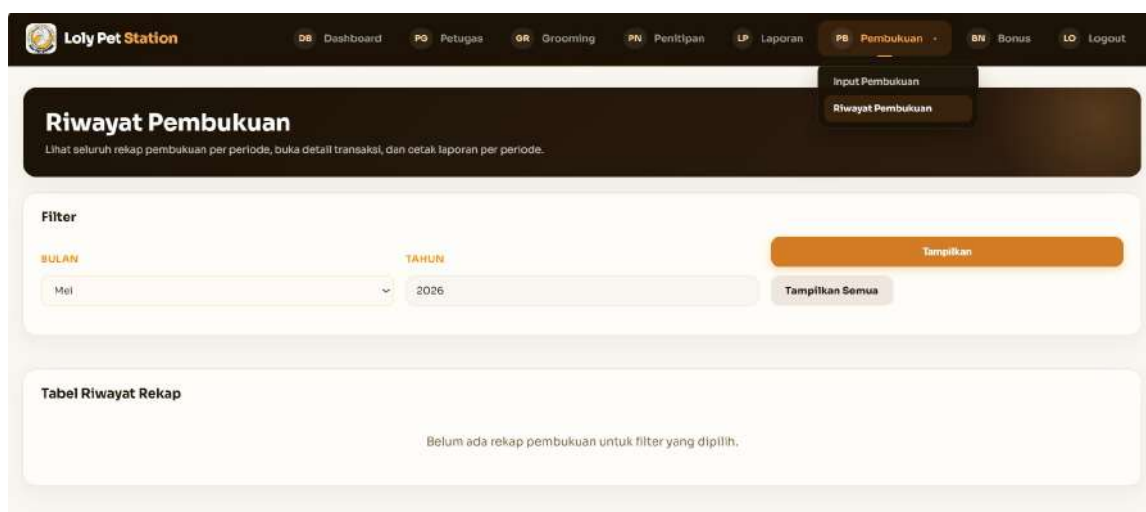 Loly Pet Station
DB Dashboard
PG Petugas
GR Grooming
PN Penitipan
LP Laporan
PB Pembukuan
BN Bonus
LO Logout
Input Pembukuan
Riwayat Pembukuan
Riwayat Pembukuan
Lihat seluruh rekap pembukuan per periode, buka detail transaksi, dan cetak laporan per periode.
Filter
BULAN
TAHUN
Tampilkan
Mei
2026
Tampilkan Semua
Tabel Riwayat Rekap
Belum ada rekap pembukuan untuk filter yang dipilih.